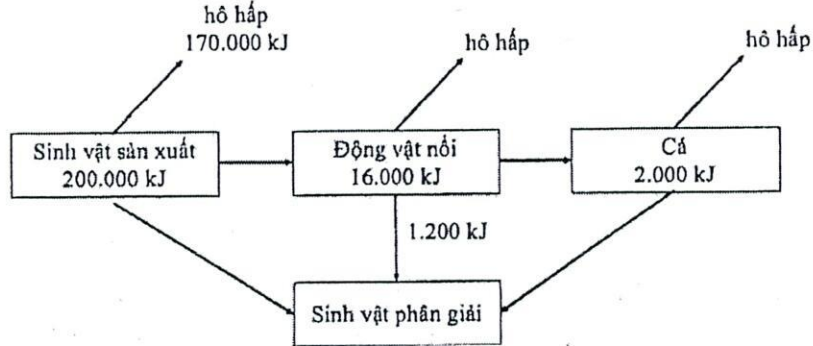 hô hấp
170.000 kJ
hô hấp
hô hấp
Sinh vật sản xuất
200.000 kJ
Động vật nổi
16.000 kJ
Cá
2.000 kJ
1.200 kJ
Sinh vật phân giải